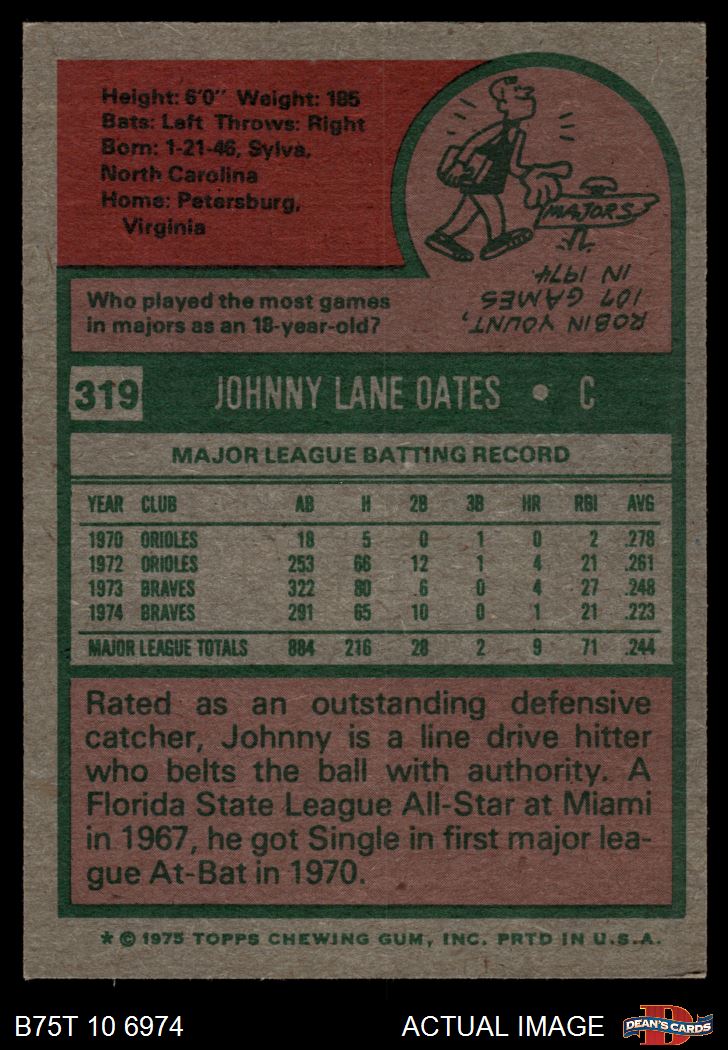 Height: 6'0" Weight: 185
Bats: Left Throws: Right
Born: 1-21-46, Sylva,
North Carolina
Home: Petersburg,
Virginia
MAJORS
Who played the most games
in majors as an 18-year-old?
ROBIN YOUNT,
107 GAMES
IN 1974.
319 JOHNNY LANE OATES • C
MAJOR LEAGUE BATTING RECORD
YEAR CLUB AB H 2B 3B HR RBI AVG
1970 ORIOLES 18 5 0 1 0 2 .278
1972 ORIOLES 253 66 12 1 4 21 .261
1973 BRAVES 322 80 6 0 4 27 .248
1974 BRAVES 291 65 10 0 1 21 .223
MAJOR LEAGUE TOTALS 884 216 28 2 9 71 .244
Rated as an outstanding defensive
catcher, Johnny is a line drive hitter
who belts the ball with authority. A
Florida State League All-Star at Miami
in 1967, he got Single in first major lea-
gue At-Bat in 1970.
* © 1975 TOPPS CHEWING GUM, INC. PRTD IN U.S.A.
B75T 10 6974 ACTUAL IMAGE DEAN'S CARDS